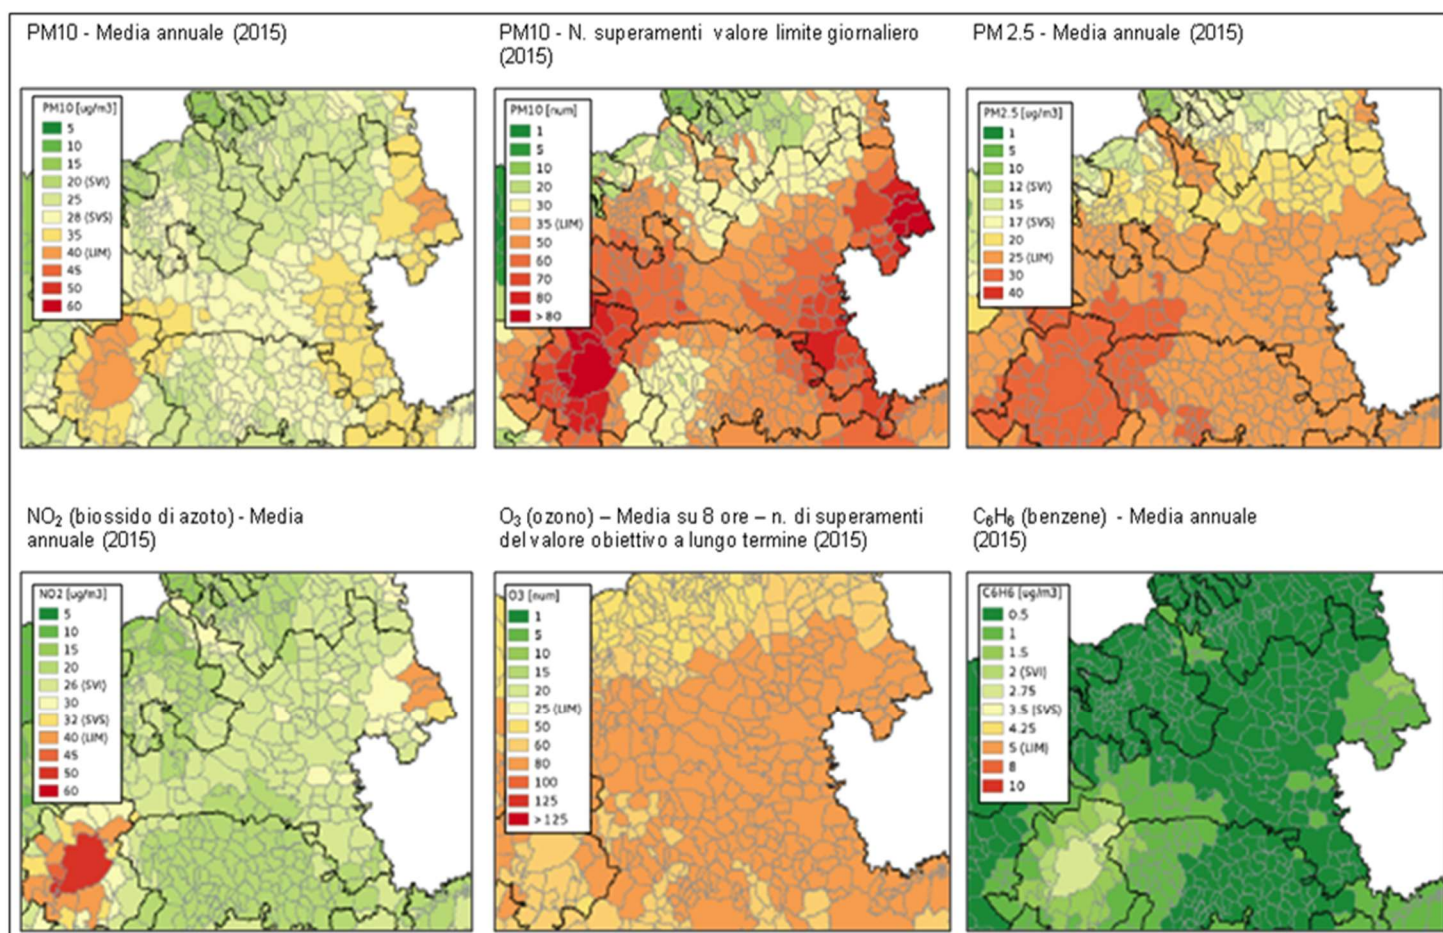 PM10 - Media annuale (2015)
PM10 - N. superamenti valore limite giornaliero
(2015)
PM 2.5 - Media annuale (2015)
PM10 [ug/m3]
5
10
15
20 (SVI)
25
28 (SVS)
35
40 (LIM)
45
50
60
PM10 [num]
1
5
10
20
30
35 (LIM)
50
60
70
80
> 80
PM2.5 [ug/m3]
1
5
10
12 (SVI)
15
17 (SVS)
20
25 (LIM)
30
40
NO₂ (biossido di azoto) - Media
annuale (2015)
O₃ (ozono) – Media su 8 ore – n. di superamenti
del valore obiettivo a lungo termine (2015)
C₆H₆ (benzene) - Media annuale
(2015)
NO2 [ug/m3]
5
10
15
20
26 (SVI)
30
32 (SVS)
40 (LIM)
45
50
60
O3 [num]
1
5
10
15
20
25 (LIM)
50
60
80
100
125
> 125
C6H6 [ug/m3]
0.5
1
1.5
2 (SVI)
2.75
3.5 (SVS)
4.25
5 (LIM)
8
10